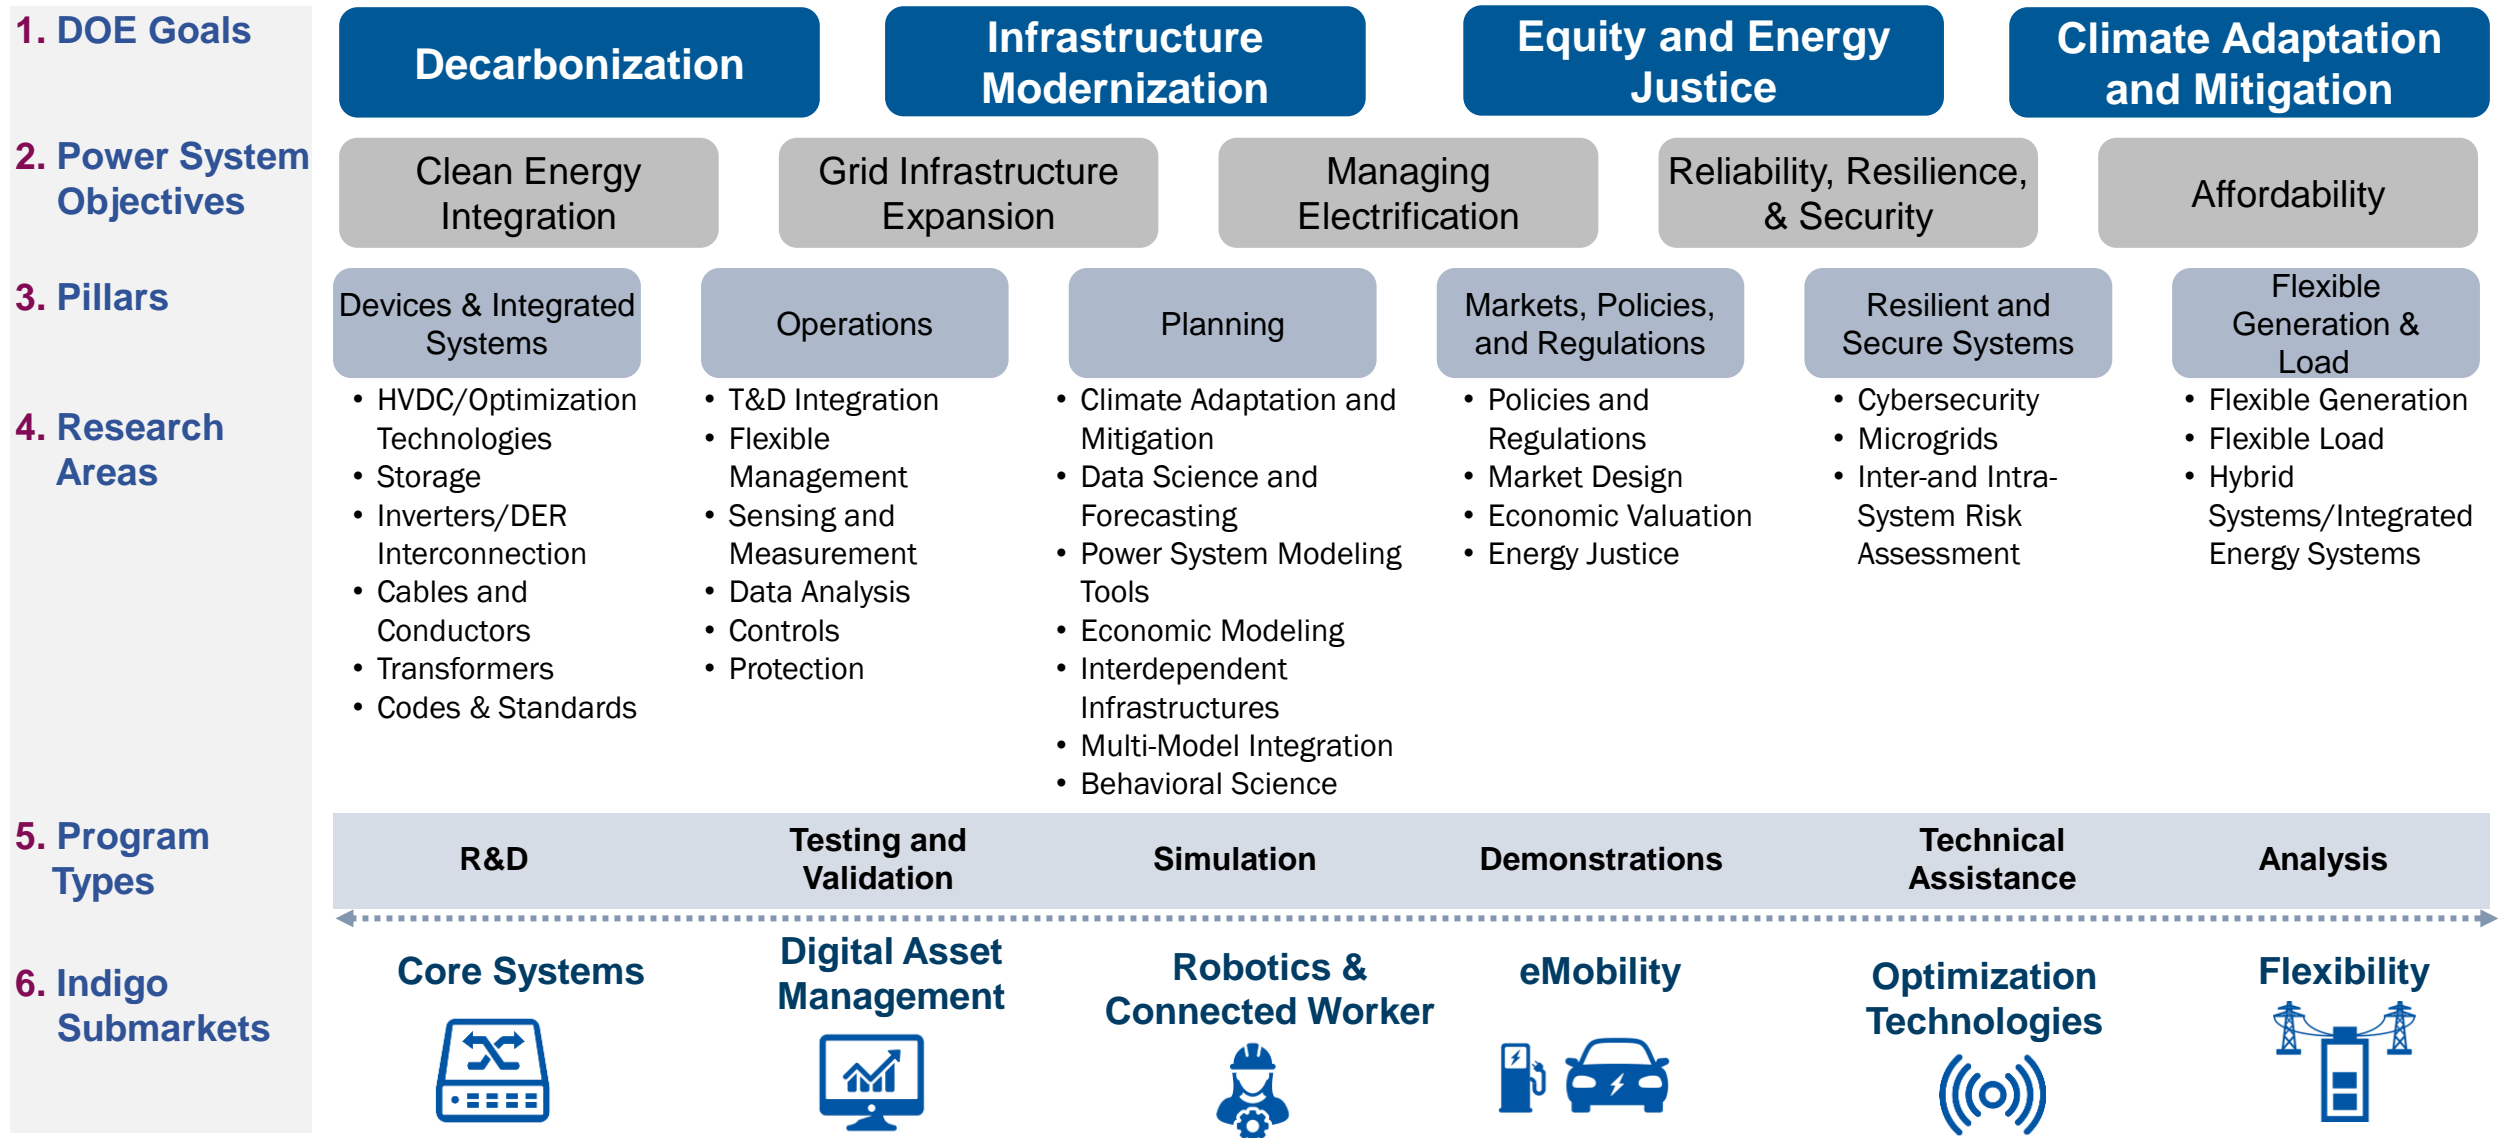 1. DOE Goals
Decarbonization
Infrastructure
Modernization
Equity and Energy
Justice
Climate Adaptation
and Mitigation
2. Power System
Objectives
Clean Energy
Integration
Grid Infrastructure
Expansion
Managing
Electrification
Reliability, Resilience,
& Security
Affordability
3. Pillars
Devices & Integrated
Systems
Operations
Planning
Markets, Policies,
and Regulations
Resilient and
Secure Systems
Flexible
Generation &
Load
4. Research
Areas
• HVDC/Optimization
Technologies
• Storage
• Inverters/DER
Interconnection
• Cables and
Conductors
• Transformers
• Codes & Standards
• T&D Integration
• Flexible
Management
• Sensing and
Measurement
• Data Analysis
• Controls
• Protection
• Climate Adaptation and
Mitigation
• Data Science and
Forecasting
• Power System Modeling
Tools
• Economic Modeling
• Interdependent
Infrastructures
• Multi-Model Integration
• Behavioral Science
• Policies and
Regulations
• Market Design
• Economic Valuation
• Energy Justice
• Cybersecurity
• Microgrids
• Inter-and Intra-
System Risk
Assessment
• Flexible Generation
• Flexible Load
• Hybrid
Systems/Integrated
Energy Systems
5. Program
Types
R&D
Testing and
Validation
Simulation
Demonstrations
Technical
Assistance
Analysis
6. Indigo
Submarkets
Core Systems
Digital Asset
Management
Robotics &
Connected Worker
eMobility
Optimization
Technologies
Flexibility